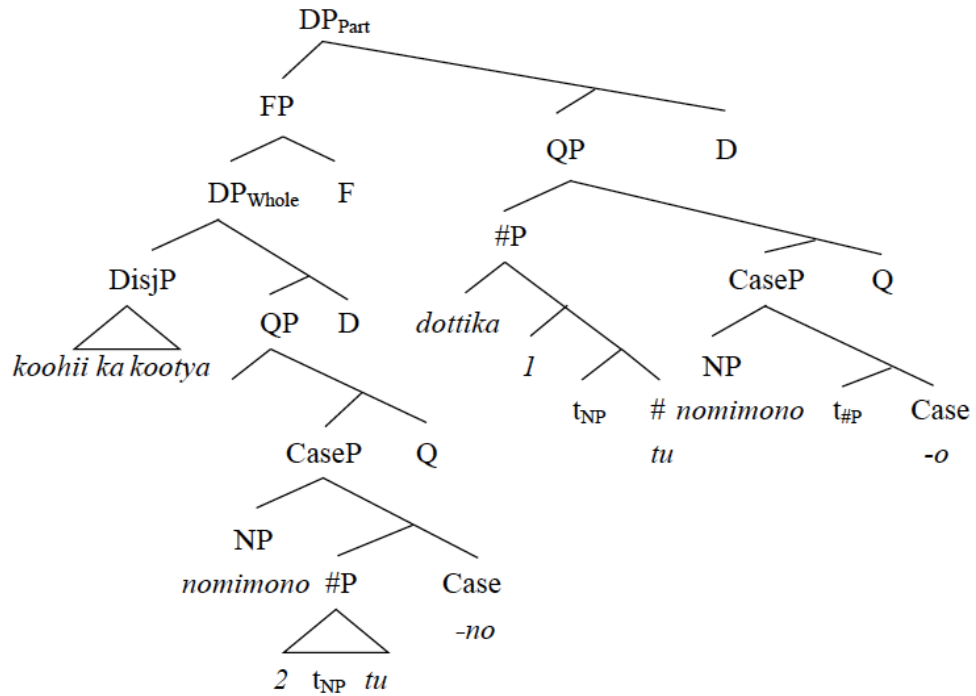 DPPart
FP
QP D
DPWhole F
#P
DisjP QP D dottika CaseP Q
koohii ka kootya 1 NP
tNP # nomimono t#P Case
CaseP Q tu -o
NP
nomimono #P Case
-no
2 tNP tu